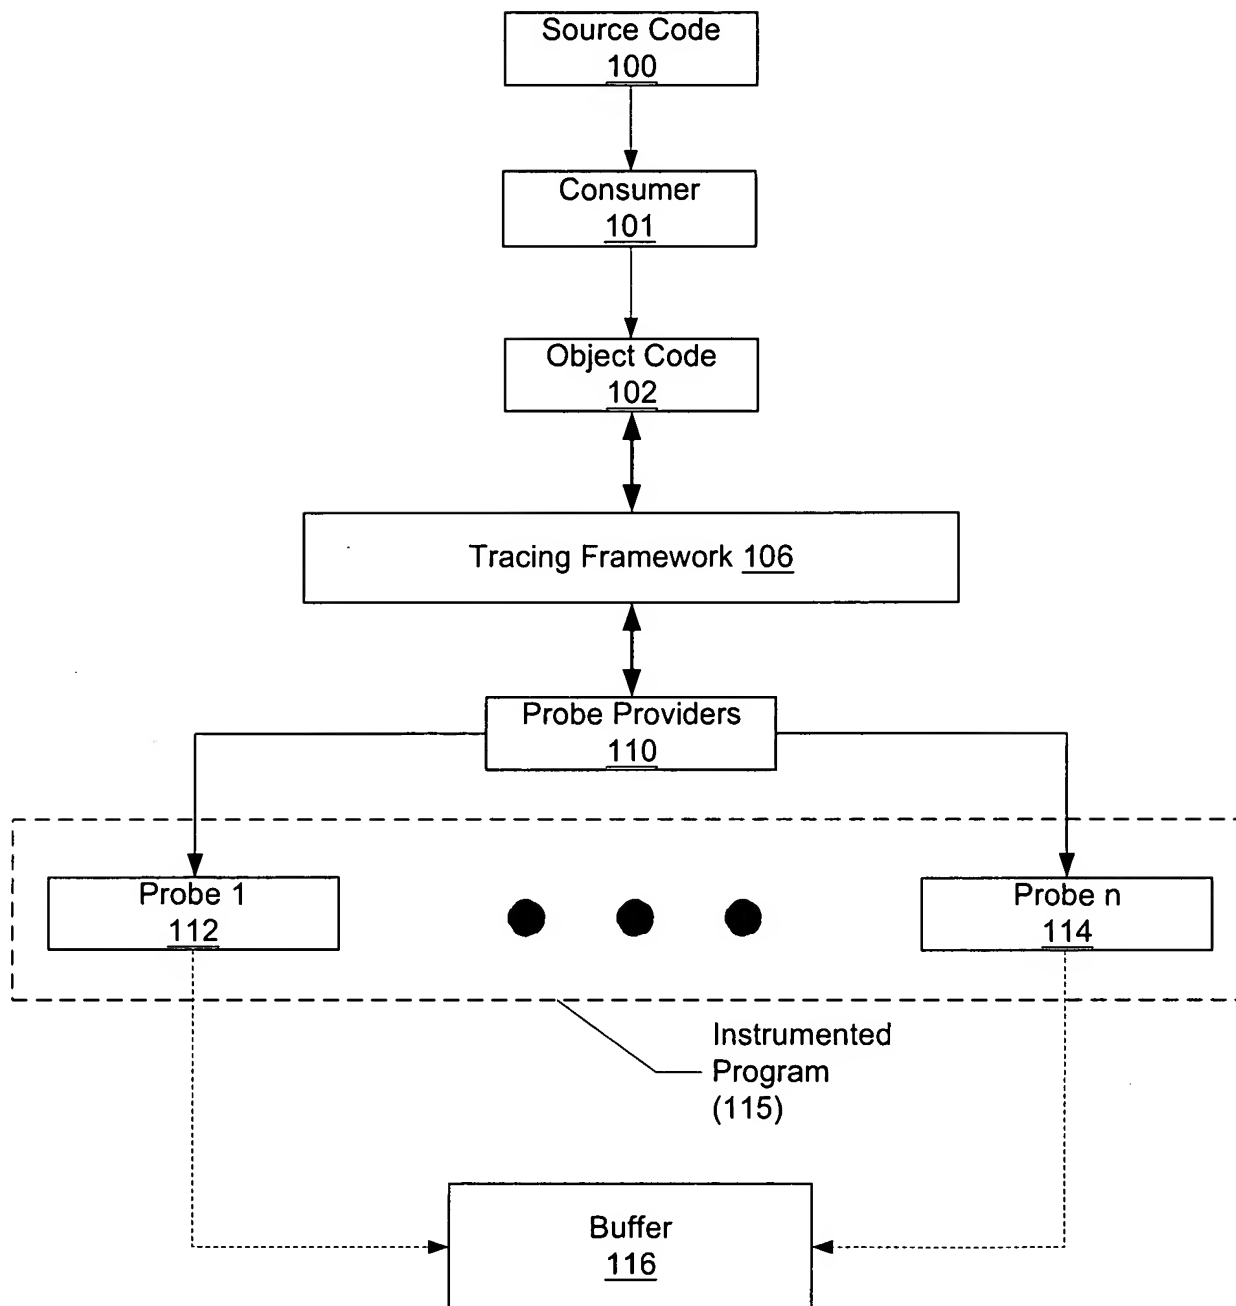 Source Code
100
Consumer
101
Object Code
102
Tracing Framework 106
Probe Providers
110
Probe 1
112
Probe n
114
Instrumented
Program
(115)
Buffer
116